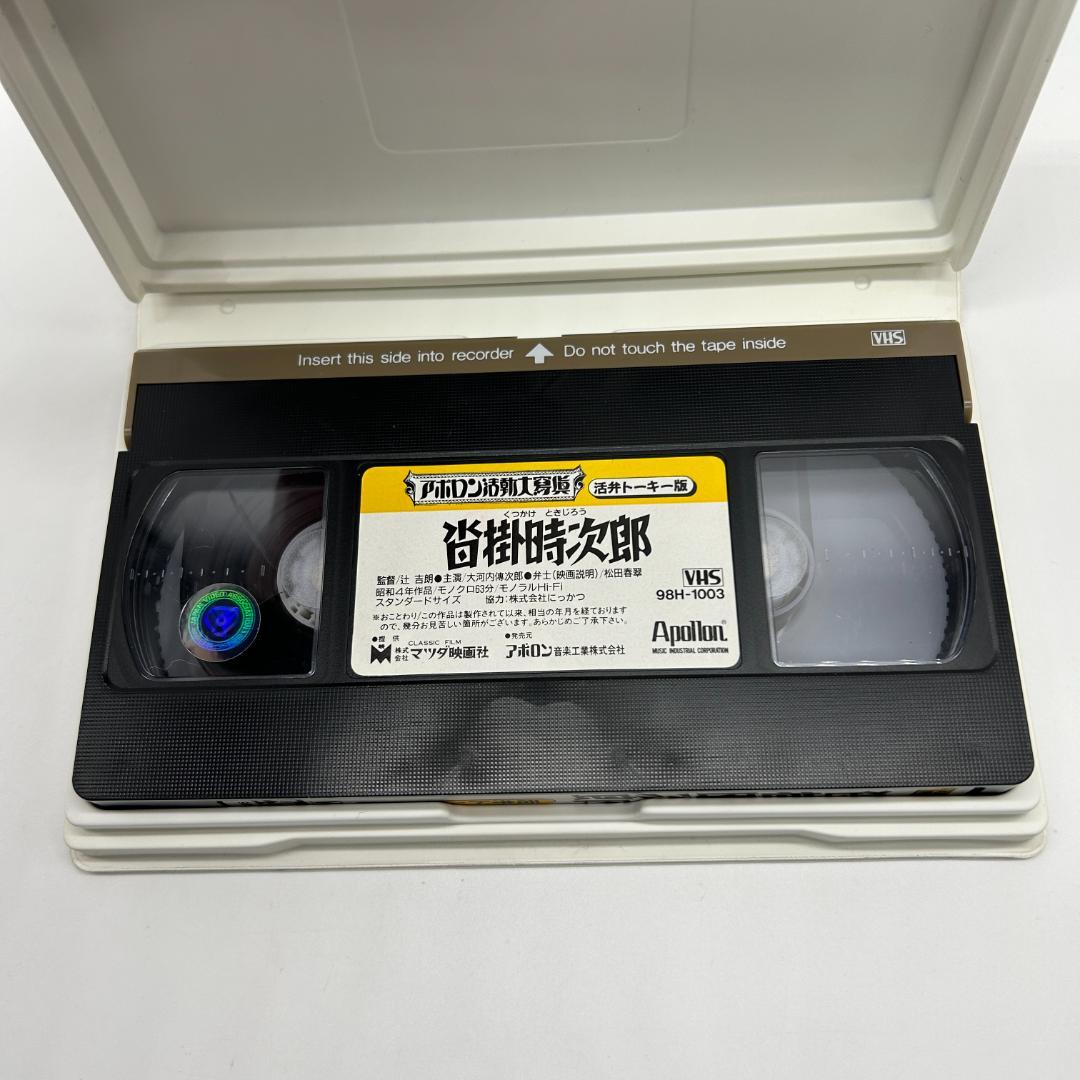 Insert this side into recorder Do not touch the tape inside VHS
アポロン活動大寫眞 活弁トーキー版
くつかけ ときじろう
沓掛時次郎
監督/辻 吉朗●主演/大河内傳次郎●弁士(映画説明)/松田春翠
昭和4年作品/モノクロ63分/モノラルHi-Fi
スタンダードサイズ 協力:株式会社にっかつ
VHS
98H-1003
※おことわり/この作品は製作されて以来、相当の年月を経ております
ので、幾分お見苦しい箇所がございます。あらかじめご了承下さい。
●提 供 CLASSIC FILM
株式会社 マツダ映画社
●発売元
アポロン音楽工業株式会社
Apollon®
MUSIC INDUSTRIAL CORPORATION
JAPAN VIDEO ASSOCIATION